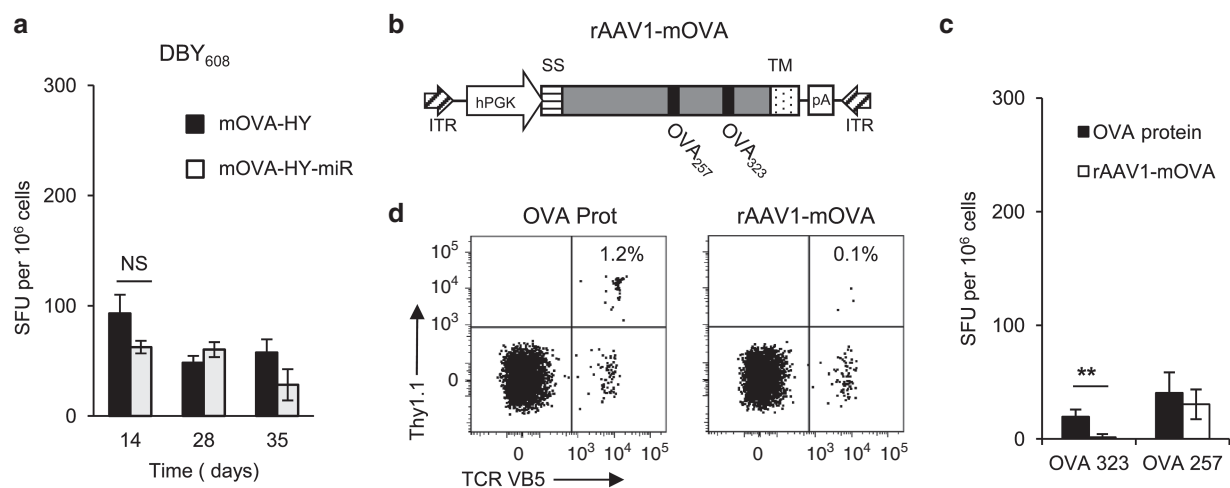 a
DBY608
300
200
100
0
SFU per 10⁶ cells
mOVA-HY
mOVA-HY-miR
NS
14 28 35
Time ( days)
b
rAAV1-mOVA
SS TM
hPGK
pA
ITR ITR
OVA257 OVA323
d
OVA Prot rAAV1-mOVA
1.2% 0.1%
10⁵
10⁴
10³
0
Thy1.1
0 10³ 10⁴ 10⁵ 0 10³ 10⁴ 10⁵
TCR VB5
c
300
200
100
0
SFU per 10⁶ cells
OVA protein
rAAV1-mOVA
**
OVA 323 OVA 257